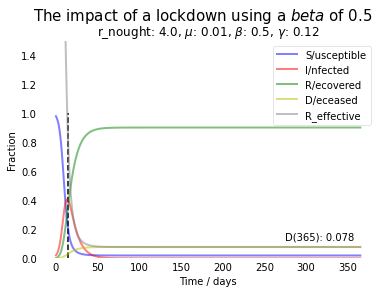 The impact of a lockdown using a beta of 0.5
r_nought: 4.0, μ: 0.01, β: 0.5, γ: 0.12
S/usceptible
I/nfected
R/ecovered
D/eceased
R_effective
1.4
1.2
1.0
0.8
0.6
0.4
0.2
0.0
Fraction
D(365): 0.078
0 50 100 150 200 250 300 350
Time / days